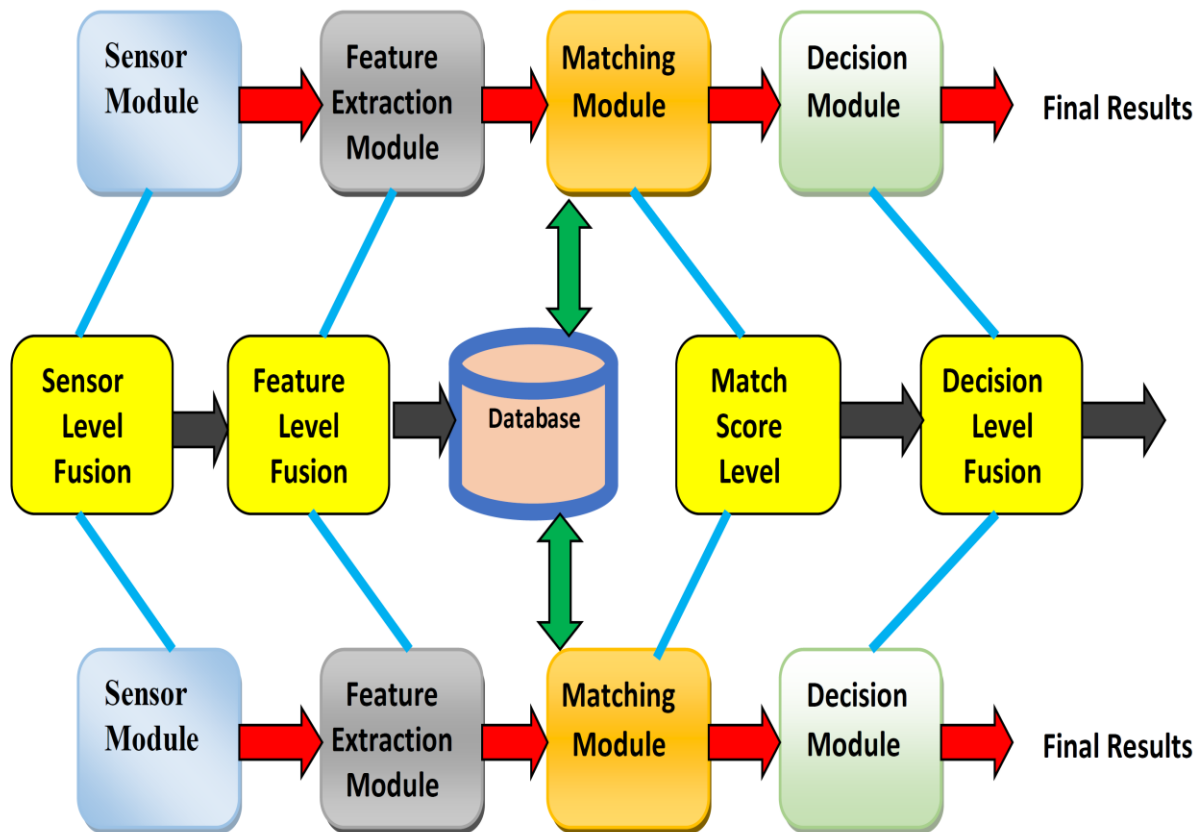 Sensor
Module
Feature
Extraction
Module
Matching
Module
Decision
Module
Final Results
Sensor
Level
Fusion
Feature
Level
Fusion
Database
Match
Score
Level
Decision
Level
Fusion
Sensor
Module
Feature
Extraction
Module
Matching
Module
Decision
Module
Final Results